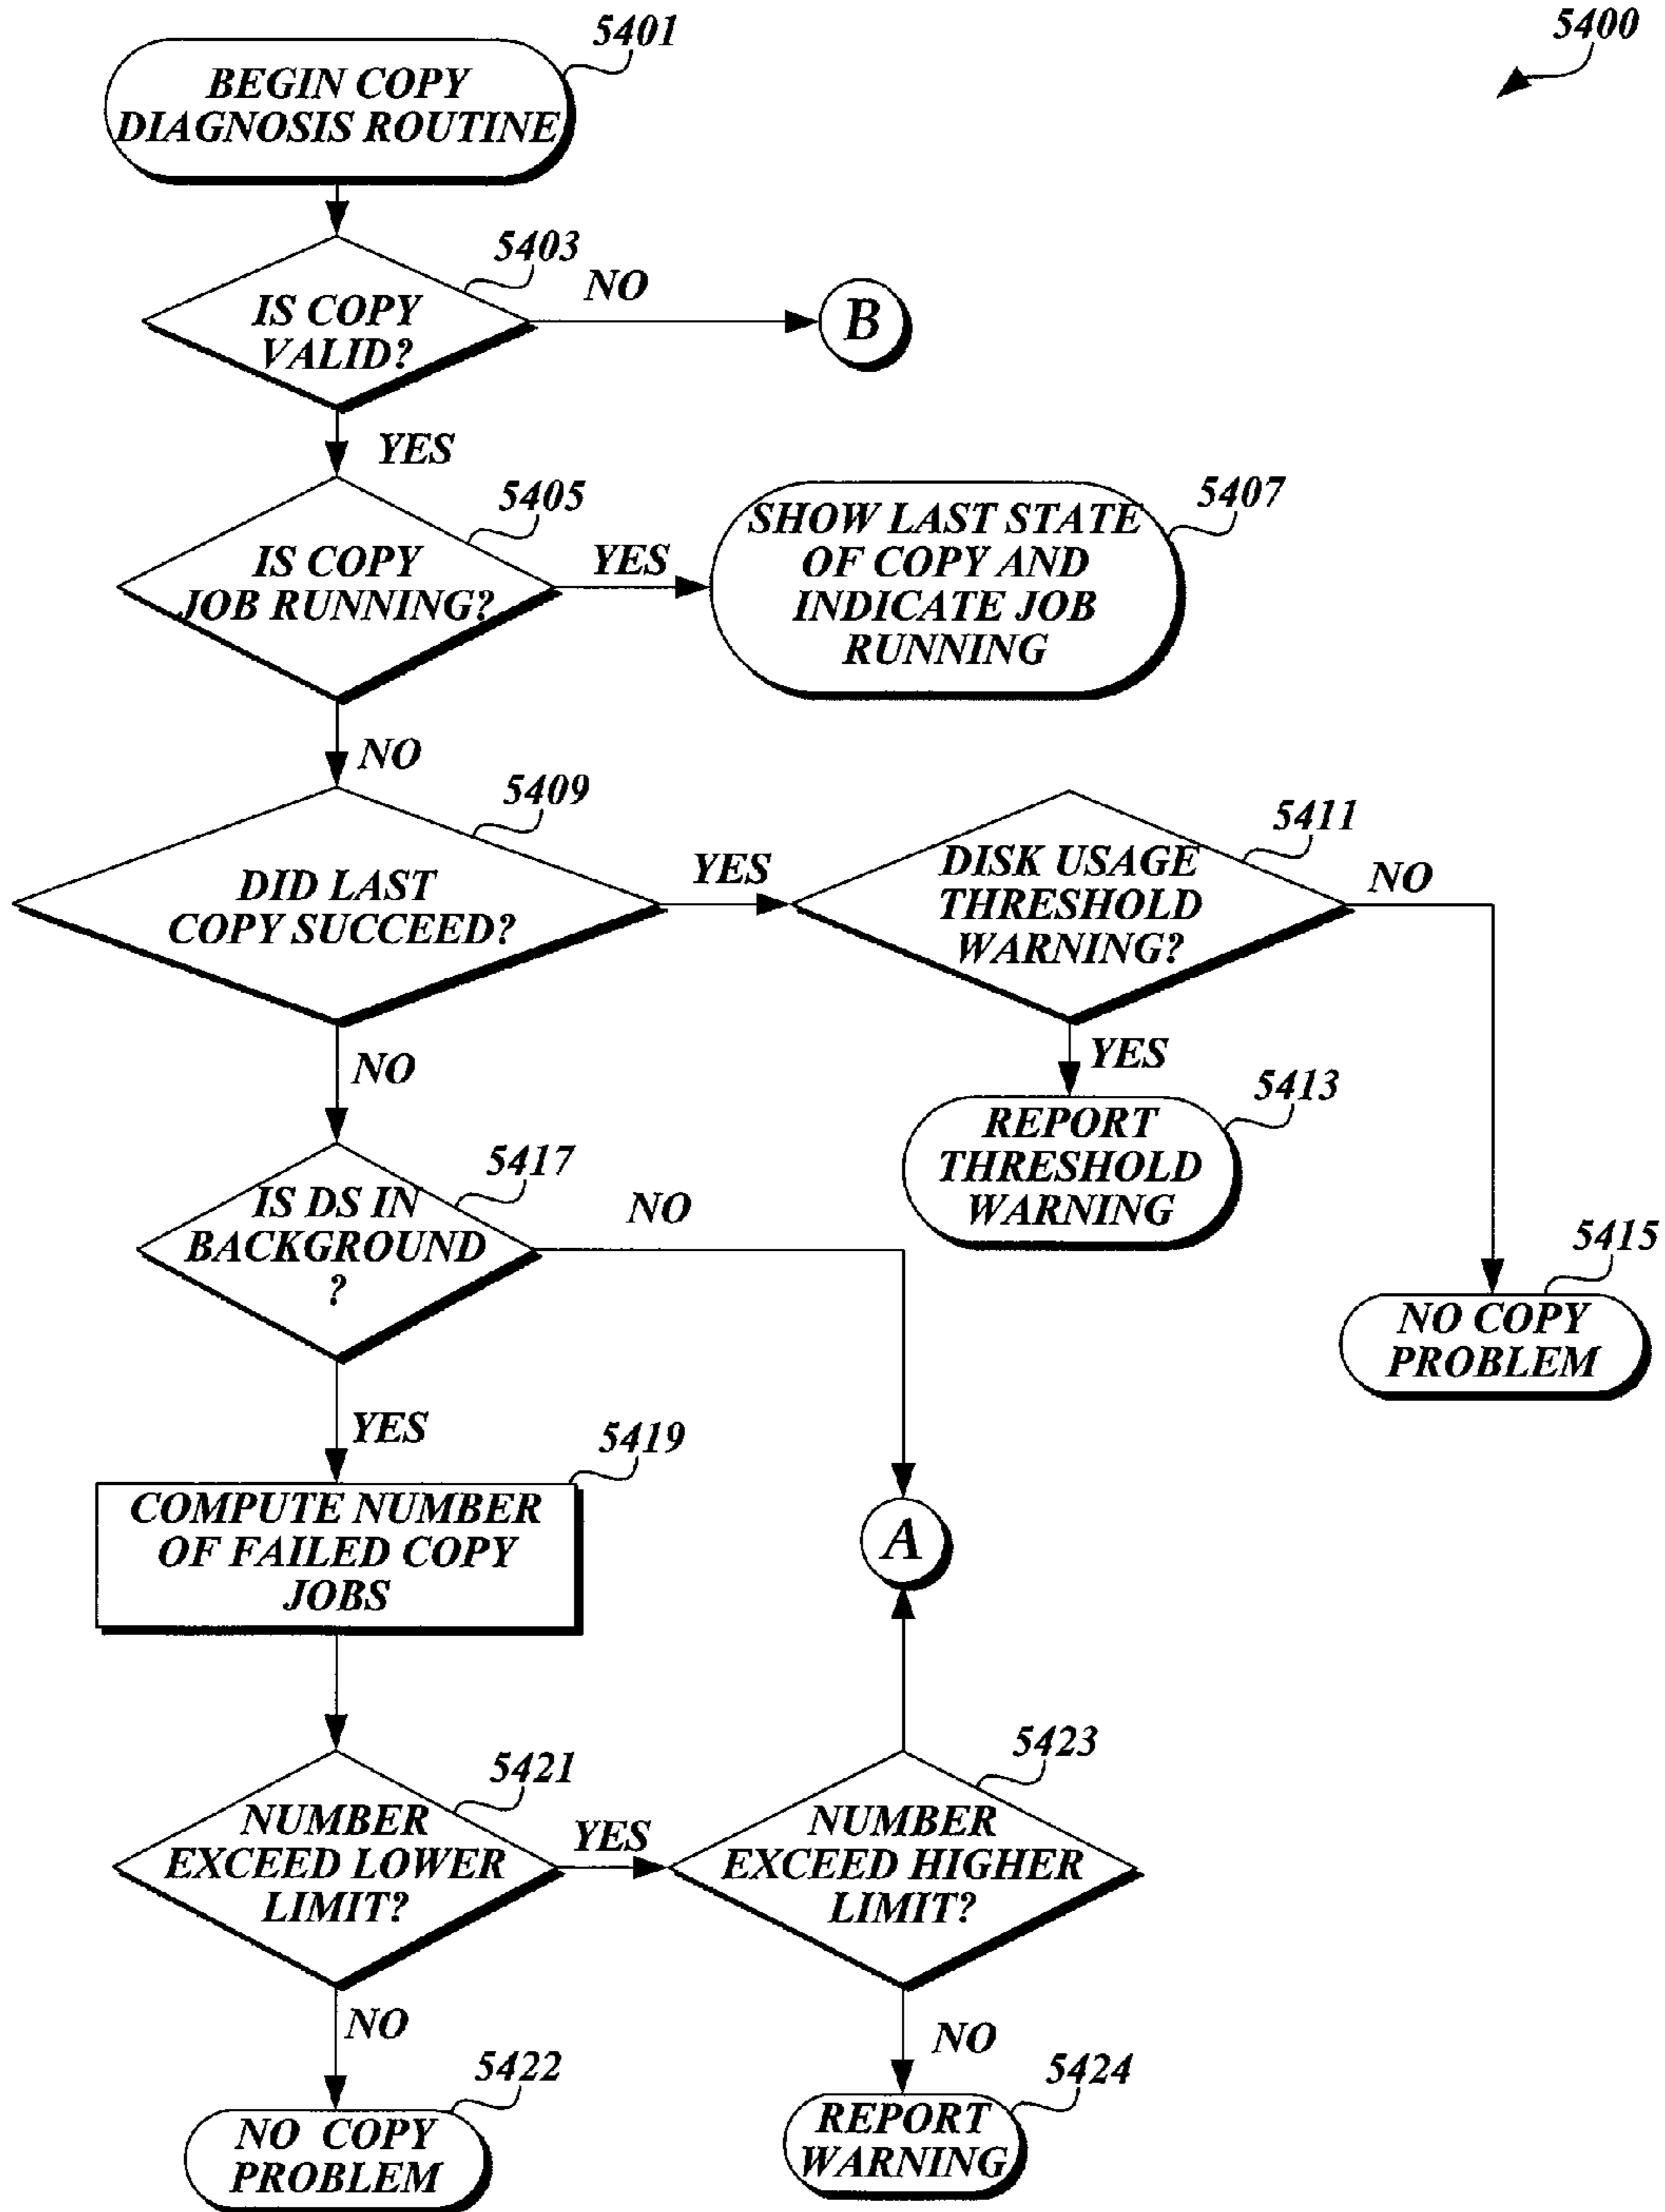 5401
5400
BEGIN COPY
DIAGNOSIS ROUTINE
5403
NO
IS COPY
VALID?
B
YES
5405
5407
IS COPY
JOB RUNNING?
YES
SHOW LAST STATE
OF COPY AND
INDICATE JOB
RUNNING
NO
5409
5411
DID LAST
COPY SUCCEED?
YES
DISK USAGE
THRESHOLD
WARNING?
NO
NO
YES
5413
REPORT
THRESHOLD
WARNING
5417
IS DS IN
BACKGROUND
?
NO
5415
NO COPY
PROBLEM
YES
5419
COMPUTE NUMBER
OF FAILED COPY
JOBS
A
5421
5423
NUMBER
EXCEED LOWER
LIMIT?
YES
NUMBER
EXCEED HIGHER
LIMIT?
NO
NO
5422
5424
NO COPY
PROBLEM
REPORT
WARNING